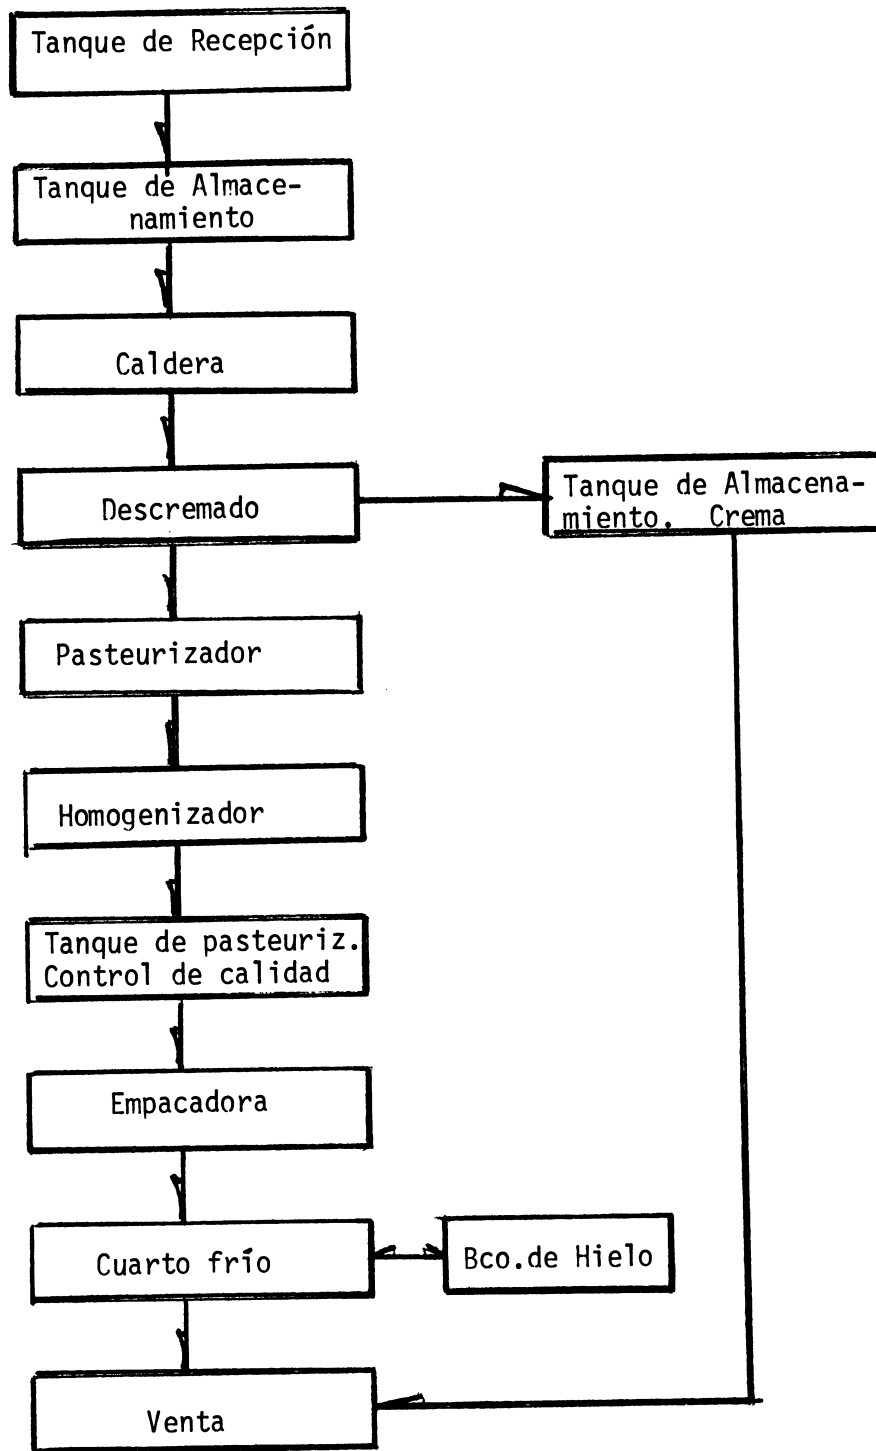 Tanque de Recepción
Tanque de Almace-
namiento
Caldera
Descremado
Tanque de Almacena-
miento. Crema
Pasteurizador
Homogenizador
Tanque de pasteuriz.
Control de calidad
Empacadora
Cuarto frío
Bco.de Hielo
Venta